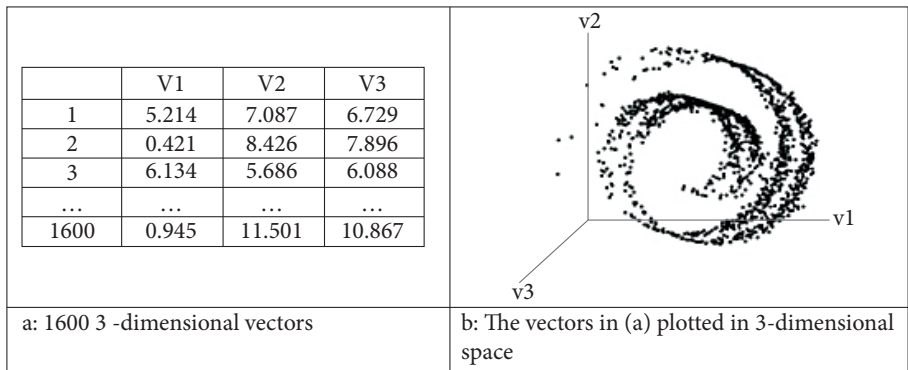 V1 V2 V3
1 5.214 7.087 6.729
2 0.421 8.426 7.896
3 6.134 5.686 6.088
… … … …
1600 0.945 11.501 10.867
a: 1600 3 -dimensional vectors
v2
v1
v3
b: The vectors in (a) plotted in 3-dimensional
space